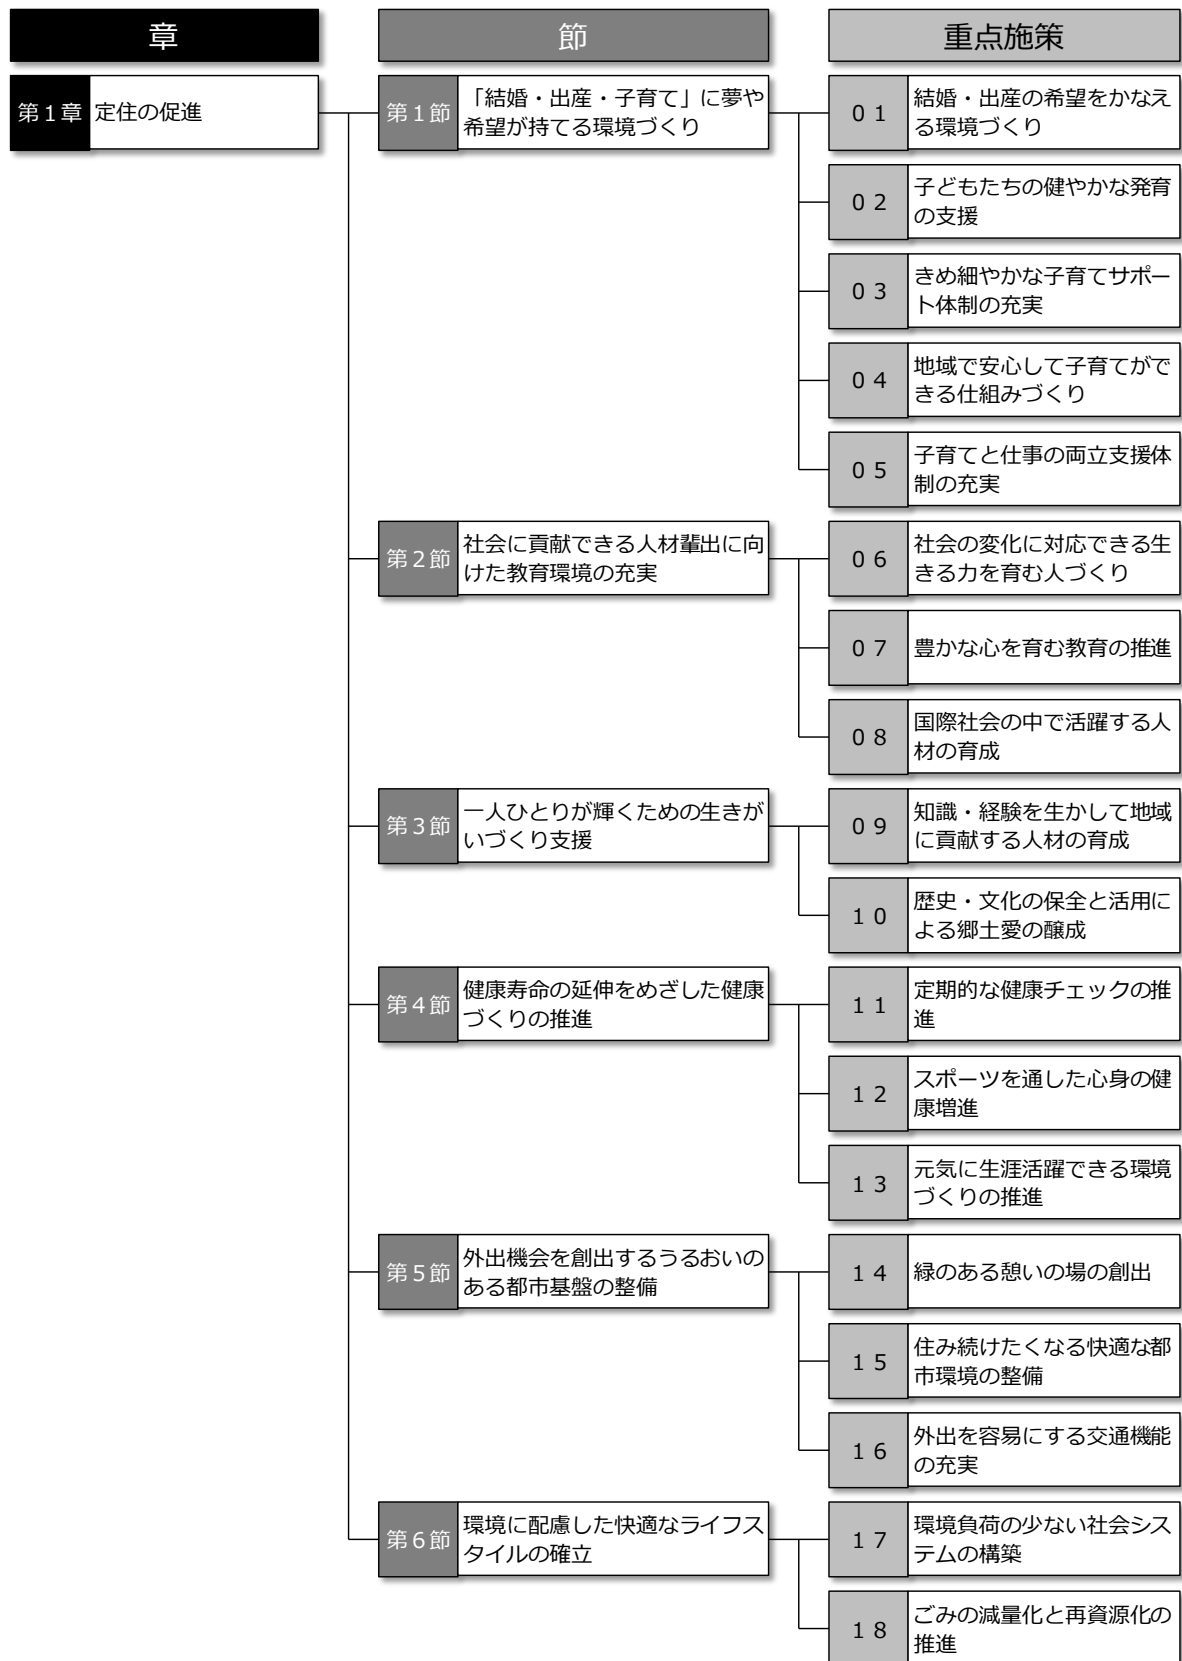 章
節
重点施策
第１章
定住の促進
第１節
「結婚・出産・子育て」に夢や
希望が持てる環境づくり
０１
結婚・出産の希望をかなえ
る環境づくり
０２
子どもたちの健やかな発育
の支援
０３
きめ細やかな子育てサポー
ト体制の充実
０４
地域で安心して子育てがで
きる仕組みづくり
０５
子育てと仕事の両立支援体
制の充実
第２節
社会に貢献できる人材輩出に向
けた教育環境の充実
０６
社会の変化に対応できる生
きる力を育む人づくり
０７
豊かな心を育む教育の推進
０８
国際社会の中で活躍する人
材の育成
第３節
一人ひとりが輝くための生きが
いづくり支援
０９
知識・経験を生かして地域
に貢献する人材の育成
１０
歴史・文化の保全と活用に
よる郷土愛の醸成
第４節
健康寿命の延伸をめざした健康
づくりの推進
１１
定期的な健康チェックの推
進
１２
スポーツを通した心身の健
康増進
１３
元気に生涯活躍できる環境
づくりの推進
第５節
外出機会を創出するうるおいの
ある都市基盤の整備
１４
緑のある憩いの場の創出
１５
住み続けたくなる快適な都
市環境の整備
１６
外出を容易にする交通機能
の充実
第６節
環境に配慮した快適なライフス
タイルの確立
１７
環境負荷の少ない社会シス
テムの構築
１８
ごみの減量化と再資源化の
推進